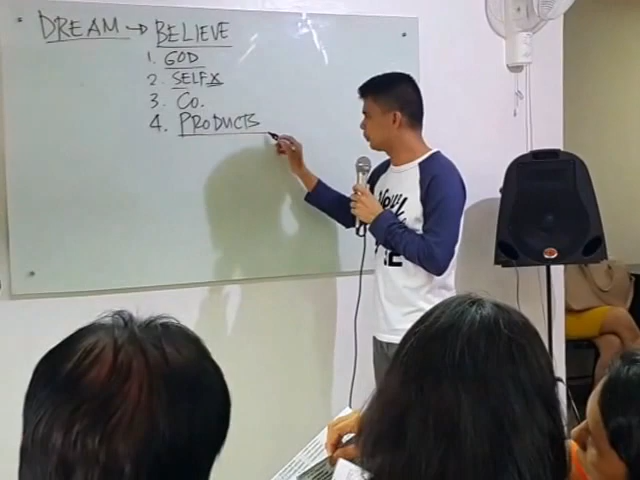 DREAM → BELIEVE
1. GOD
2. SELF X
3. Co.
4. PRODUCTS